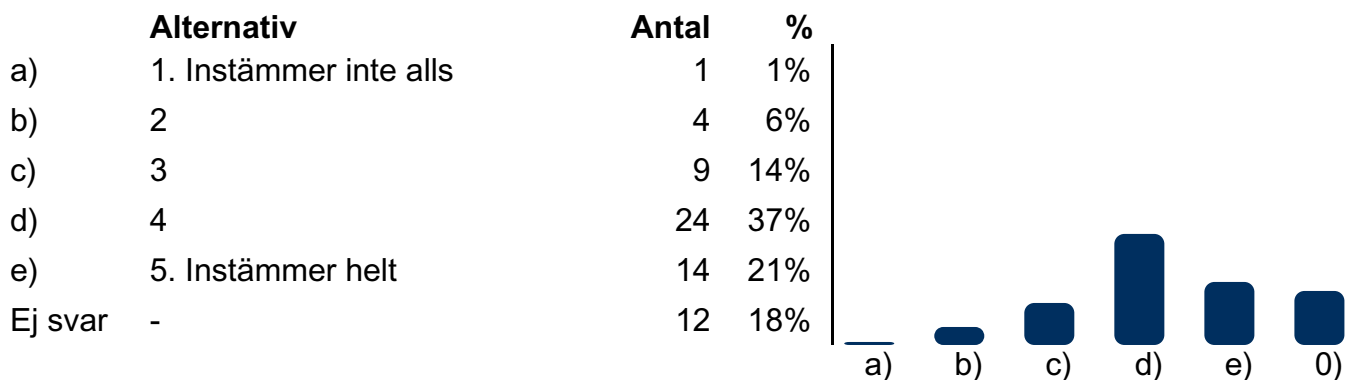 Alternativ Antal %
a) 1. Instämmer inte alls 1 1%
b) 2 4 6%
c) 3 9 14%
d) 4 24 37%
e) 5. Instämmer helt 14 21%
Ej svar - 12 18%
a) b) c) d) e) 0)